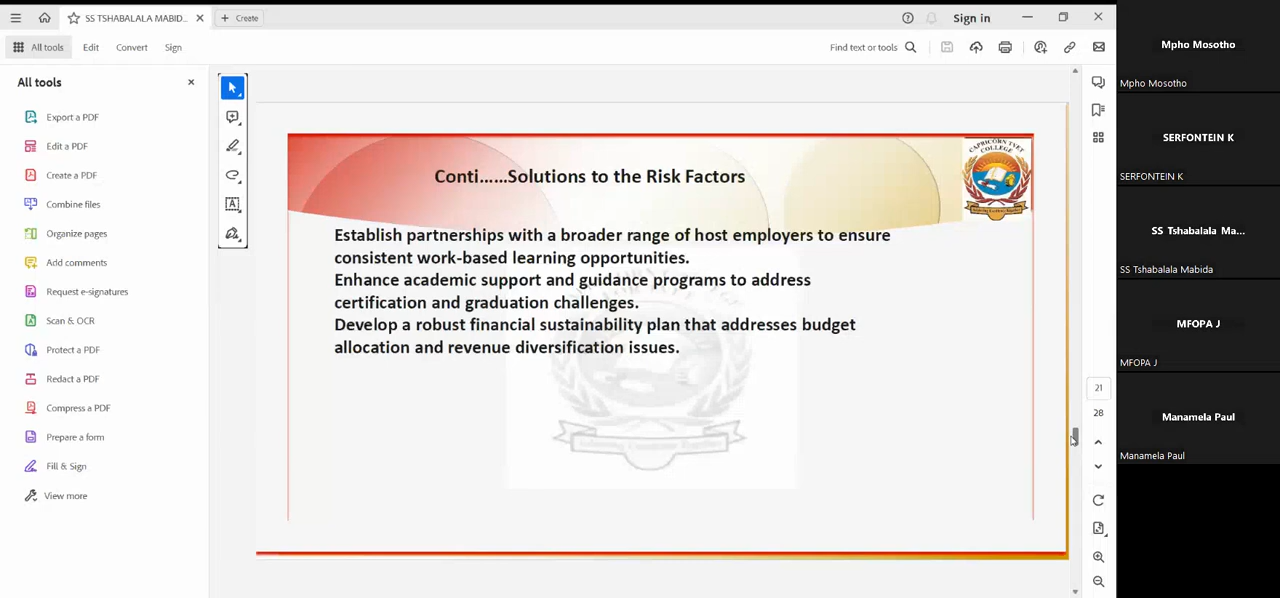 SS TSHABALALA MABID...
Create
Sign in
All tools
Edit
Convert
Sign
Find text or tools
All tools
Export a PDF
Edit a PDF
Create a PDF
Combine files
Organize pages
Add comments
Request e-signatures
Scan & OCR
Protect a PDF
Redact a PDF
Compress a PDF
Prepare a form
Fill & Sign
View more
CAPRICORN TVET
COLLEGE
Conti......Solutions to the Risk Factors
Establish partnerships with a broader range of host employers to ensure
consistent work-based learning opportunities.
Enhance academic support and guidance programs to address
certification and graduation challenges.
Develop a robust financial sustainability plan that addresses budget
allocation and revenue diversification issues.
21
28
Mpho Mosotho
Mpho Mosotho
SERFONTEIN K
SERFONTEIN K
SS Tshabalala Ma...
SS Tshabalala Mabida
MFOPA J
MFOPA J
Manamela Paul
Manamela Paul